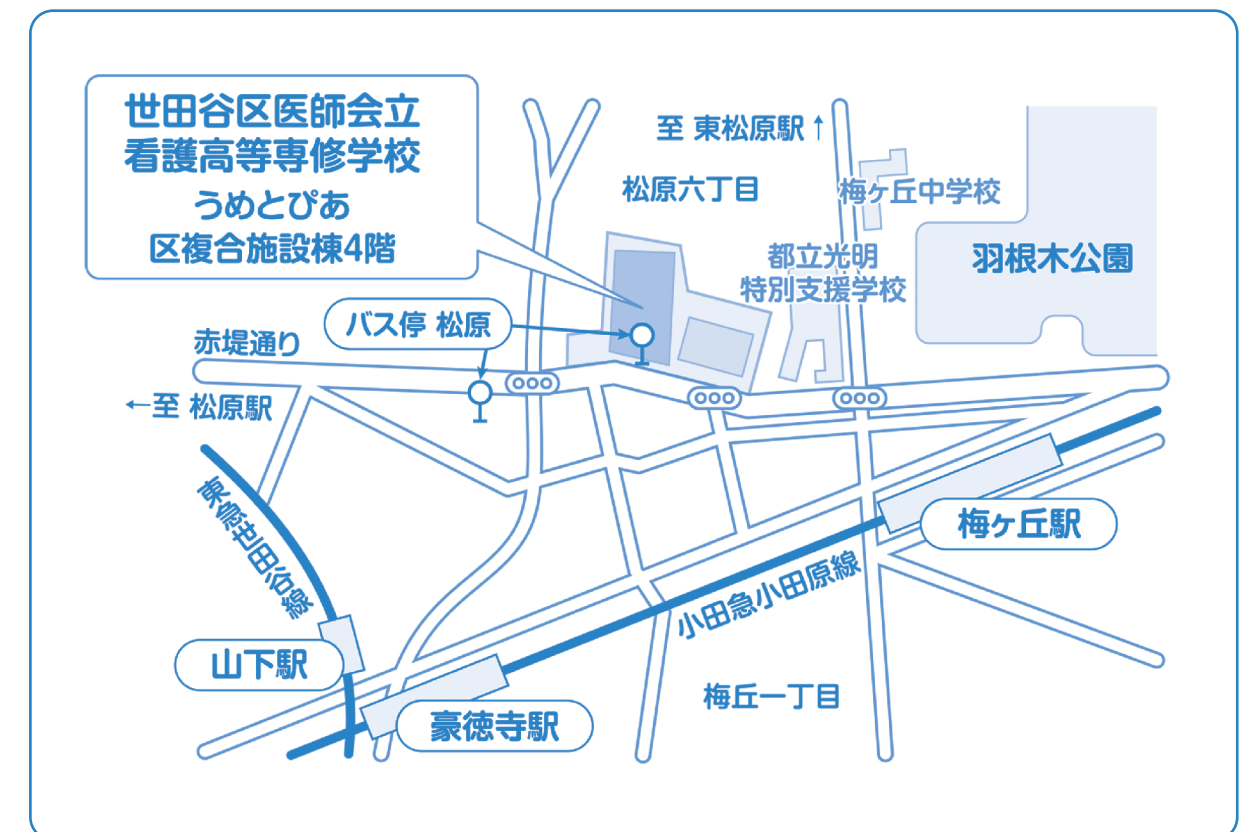 世田谷区医師会立
看護高等専修学校
うめとぴあ
区複合施設棟4階
至 東松原駅↑
松原六丁目
梅ヶ丘中学校
都立光明
特別支援学校
羽根木公園
バス停 松原
赤堤通り
←至 松原駅
東急世田谷線
梅ヶ丘駅
小田急小田原線
山下駅
梅丘一丁目
豪徳寺駅